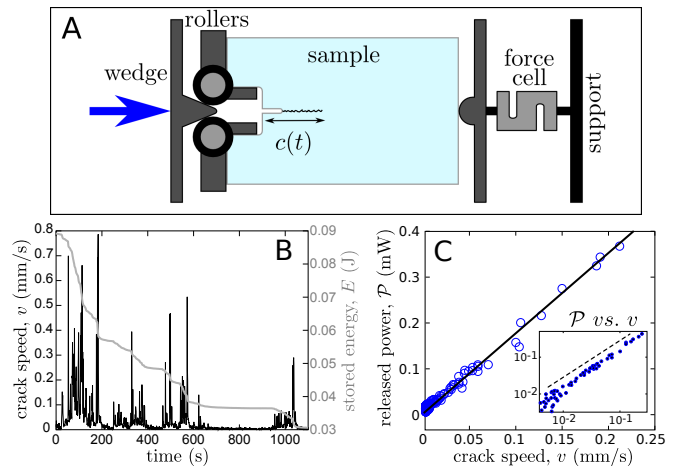 A
rollers
wedge
sample
force
cell
support
c(t)
B
crack speed, v (mm/s)
0.8
0.7
0.6
0.5
0.4
0.3
0.2
0.1
0
0 200 400 600 800 1000
time (s)
0.09
0.08
0.07
0.06
0.05
0.04
0.03
stored energy, E (J)
C
released power, 𝒫 (mW)
0.4
0.3
0.2
0.1
0
0 0.05 0.1 0.15 0.2 0.25
crack speed, v (mm/s)
𝒫 vs. v
10⁻¹
10⁻²
10⁻² 10⁻¹